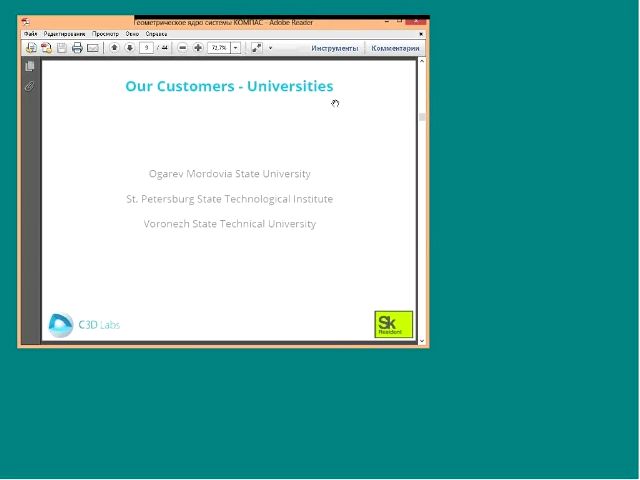 еометрическое ядро системы КОМПАС - Adobe Reader
Файл Редактирование Просмотр Окно Справка
9 / 44 72,7% Инструменты Комментарии
Our Customers - Universities
Ogarev Mordovia State University
St. Petersburg State Technological Institute
Voronezh State Technical University
C3D Labs
Sk
Resident